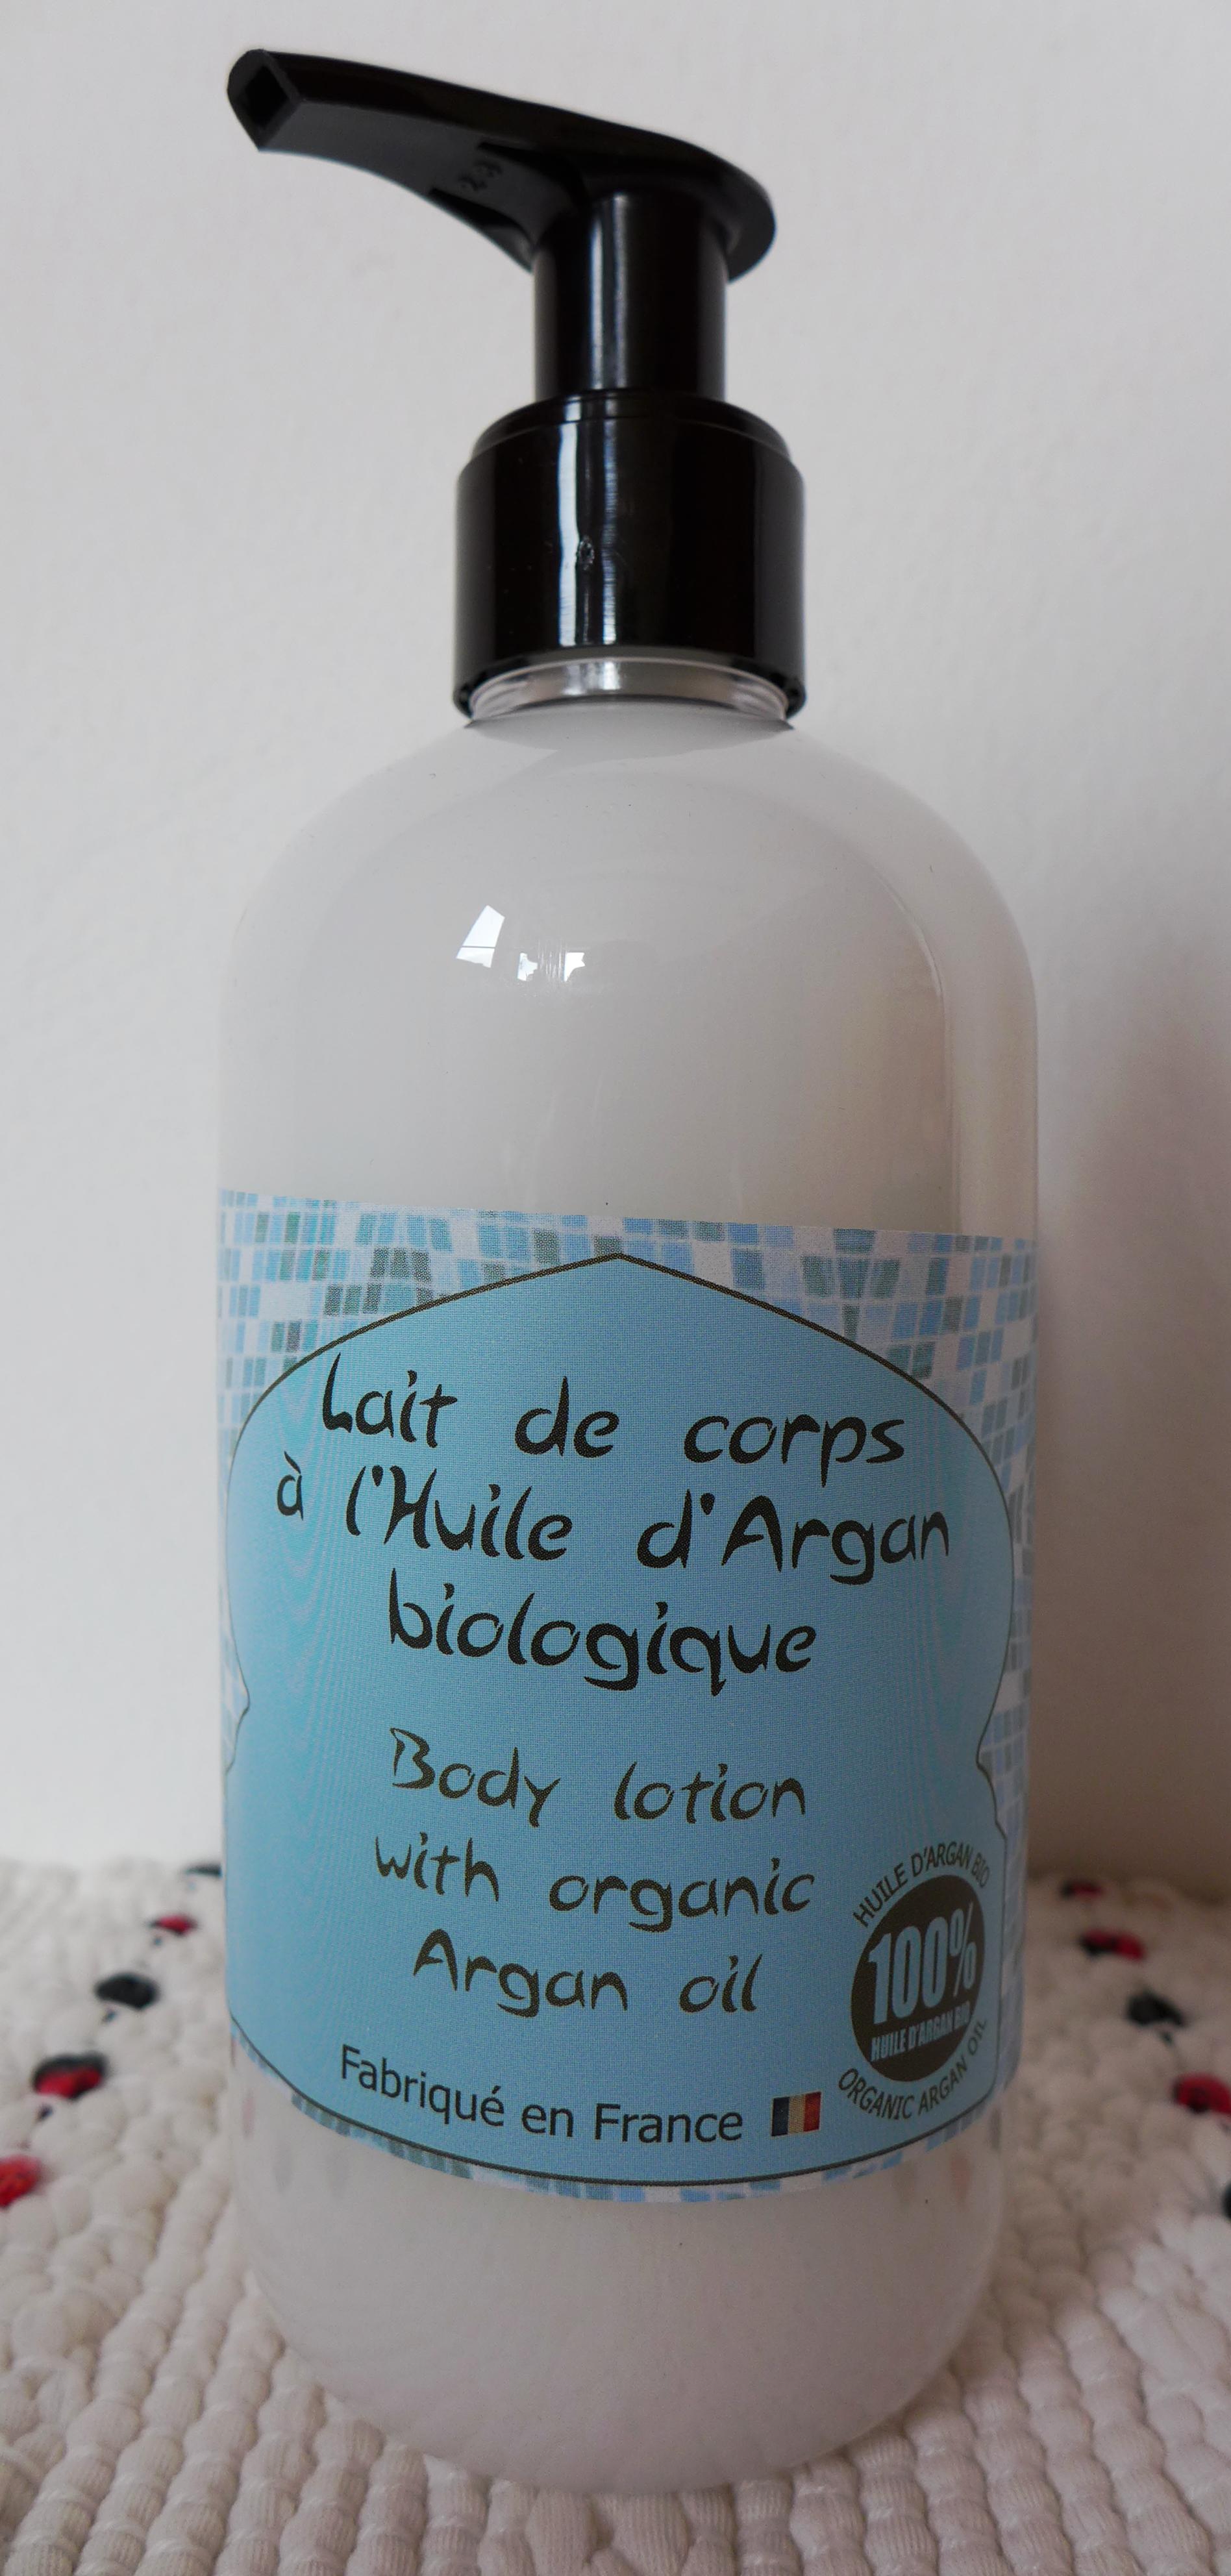 Lait de corps
à l'Huile d'Argan
biologique
Body lotion
with organic
Argan oil
HUILE D'ARGAN BIO
100%
HUILE D'ARGAN BIO
ORGANIC ARGAN OIL
Fabriqué en France